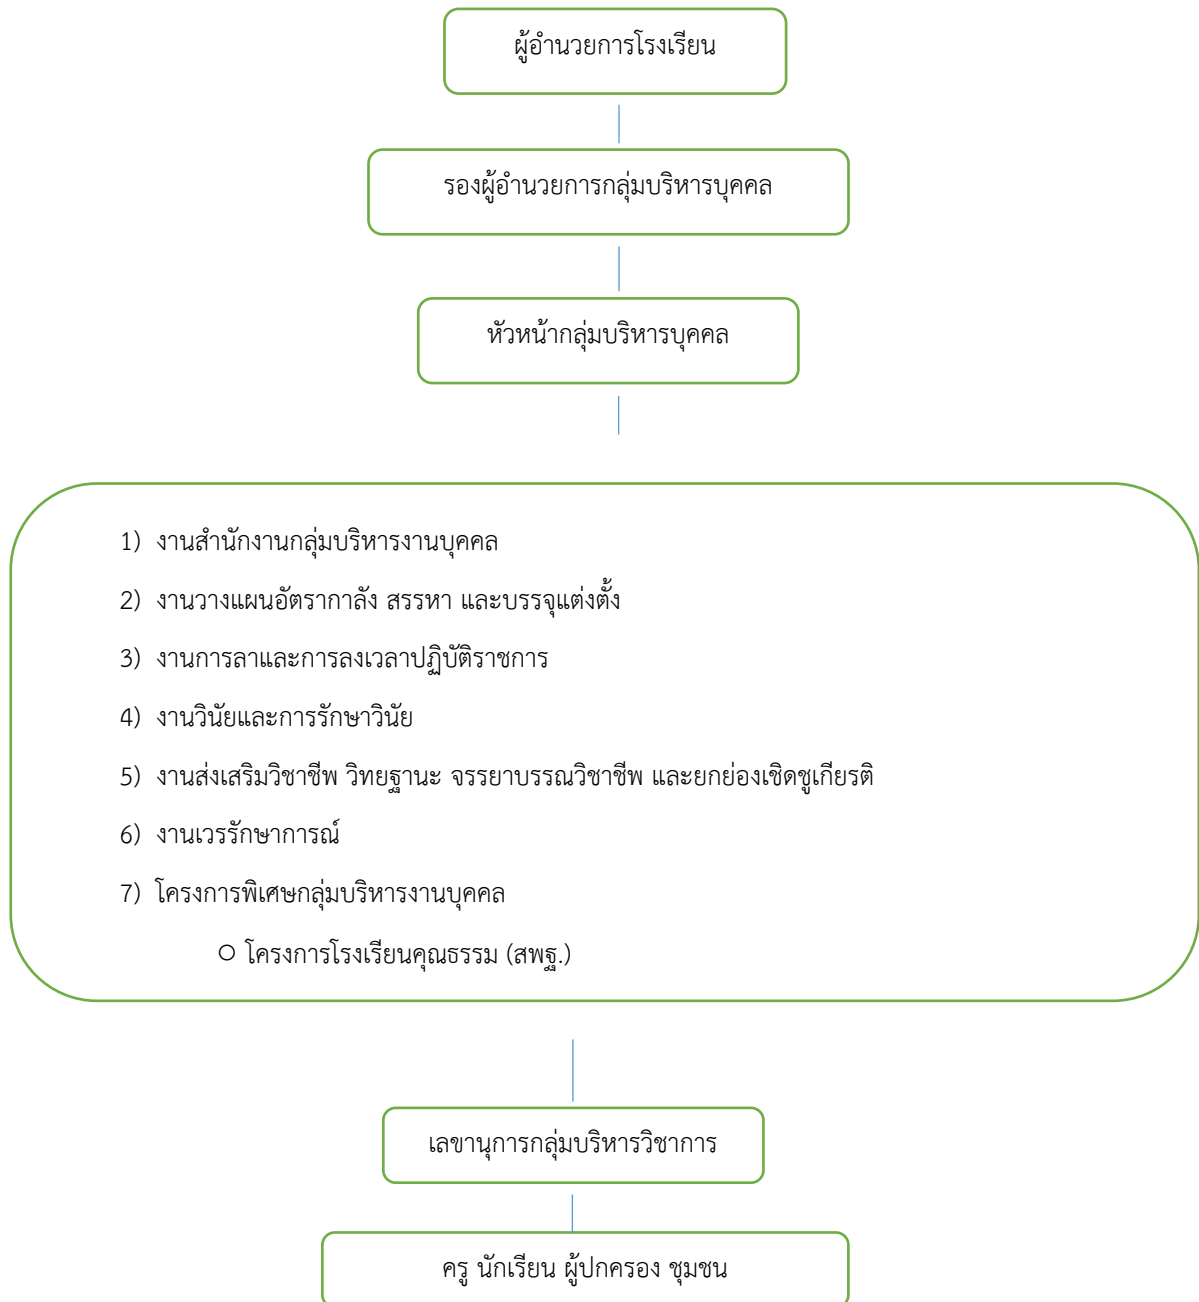 ผู้อำนวยการโรงเรียน
รองผู้อำนวยการกลุ่มบริหารบุคคล
หัวหน้ากลุ่มบริหารบุคคล
1) งานสำนักงานกลุ่มบริหารงานบุคคล
2) งานวางแผนอัตรากาลัง สรรหา และบรรจุแต่งตั้ง
3) งานการลาและการลงเวลาปฏิบัติราชการ
4) งานวินัยและการรักษาวินัย
5) งานส่งเสริมวิชาชีพ วิทยฐานะ จรรยาบรรณวิชาชีพ และยกย่องเชิดชูเกียรติ
6) งานเวรรักษาการณ์
7) โครงการพิเศษกลุ่มบริหารงานบุคคล
○ โครงการโรงเรียนคุณธรรม (สพฐ.)
เลขานุการกลุ่มบริหารวิชาการ
ครู นักเรียน ผู้ปกครอง ชุมชน